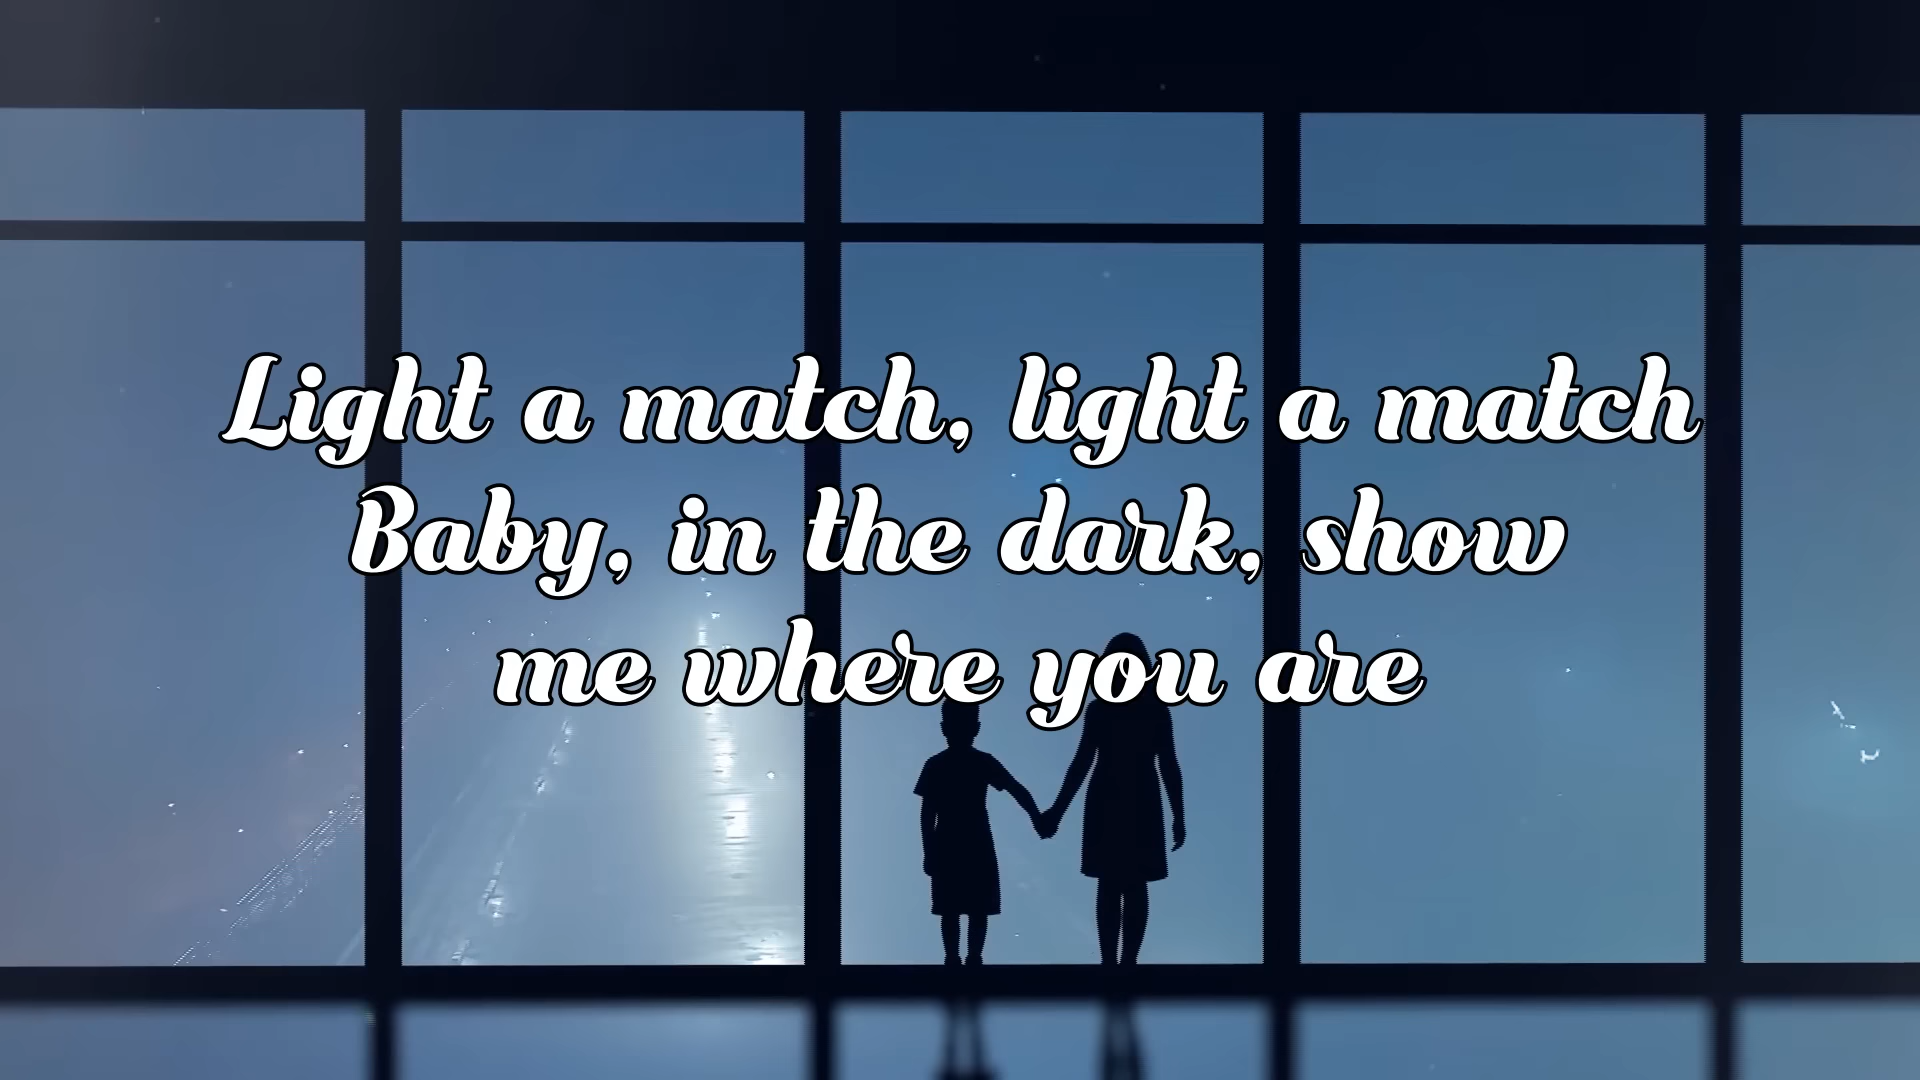 Light a match, light a match
Baby, in the dark, show
me where you are